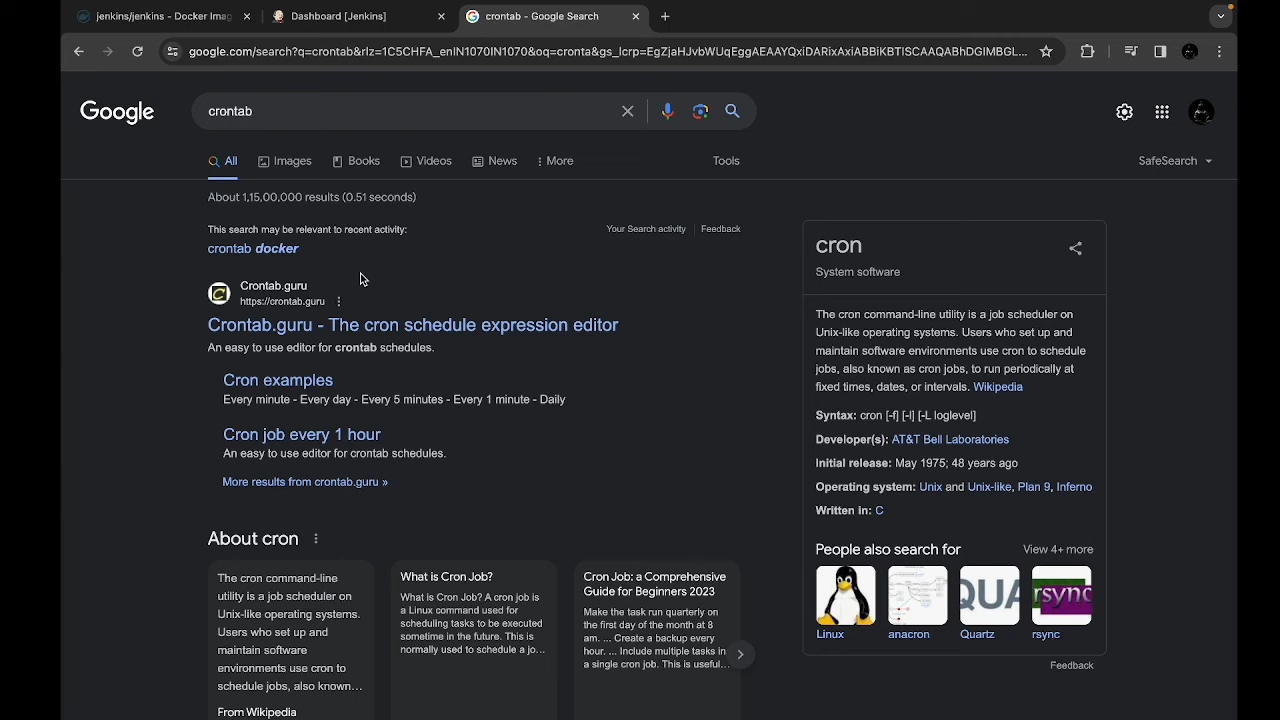 jenkins/jenkins - Docker Imag
Dashboard [Jenkins]
crontab - Google Search
google.com/search?q=crontab&rlz=1C5CHFA_enIN1070IN1070&oq=cronta&gs_lcrp=EgZjaHJvbWUqEggAEAAYQxiDARixAxiABBiKBTISCAAQABhDGIMBGL...
Google
crontab
All
Images
Books
Videos
News
More
Tools
SafeSearch
About 1,15,00,000 results (0.51 seconds)
This search may be relevant to recent activity:
Your Search activity
Feedback
crontab docker
Crontab.guru
https://crontab.guru
Crontab.guru - The cron schedule expression editor
An easy to use editor for crontab schedules.
Cron examples
Every minute - Every day - Every 5 minutes - Every 1 minute - Daily
Cron job every 1 hour
An easy to use editor for crontab schedules.
More results from crontab.guru »
About cron
The cron command-line
utility is a job scheduler on
Unix-like operating systems.
Users who set up and
maintain software
environments use cron to
schedule jobs, also known...
From Wikipedia
What is Cron Job?
What is Cron Job? A cron job is
a Linux command used for
scheduling tasks to be executed
sometime in the future. This is
normally used to schedule a jo...
Cron Job: a Comprehensive
Guide for Beginners 2023
Make the task run quarterly on
the first day of the month at 8
am. ... Create a backup every
hour. ... Include multiple tasks in
a single cron job. This is useful...
cron
System software
The cron command-line utility is a job scheduler on
Unix-like operating systems. Users who set up and
maintain software environments use cron to schedule
jobs, also known as cron jobs, to run periodically at
fixed times, dates, or intervals. Wikipedia
Syntax: cron [-f] [-l] [-L loglevel]
Developer(s): AT&T Bell Laboratories
Initial release: May 1975; 48 years ago
Operating system: Unix and Unix-like, Plan 9, Inferno
Written in: C
People also search for
View 4+ more
QUA
rsync
Linux
anacron
Quartz
rsync
Feedback